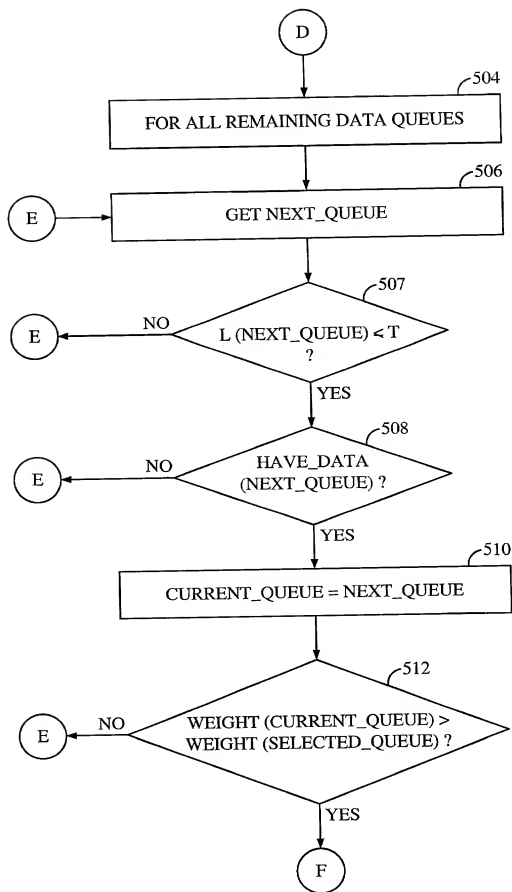 D
504
FOR ALL REMAINING DATA QUEUES
506
E
GET NEXT_QUEUE
507
E
NO
L (NEXT_QUEUE) < T
?
YES
508
E
NO
HAVE_DATA
(NEXT_QUEUE) ?
YES
510
CURRENT_QUEUE = NEXT_QUEUE
512
E
NO
WEIGHT (CURRENT_QUEUE) >
WEIGHT (SELECTED_QUEUE) ?
YES
F